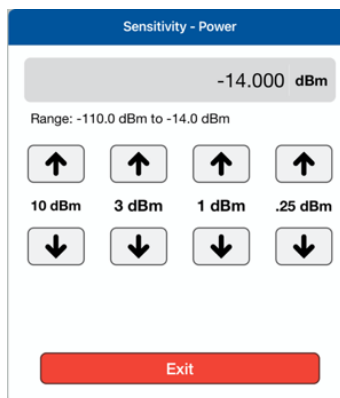 Sensitivity - Power
-14.000 dBm
Range: -110.0 dBm to -14.0 dBm
10 dBm 3 dBm 1 dBm .25 dBm
Exit